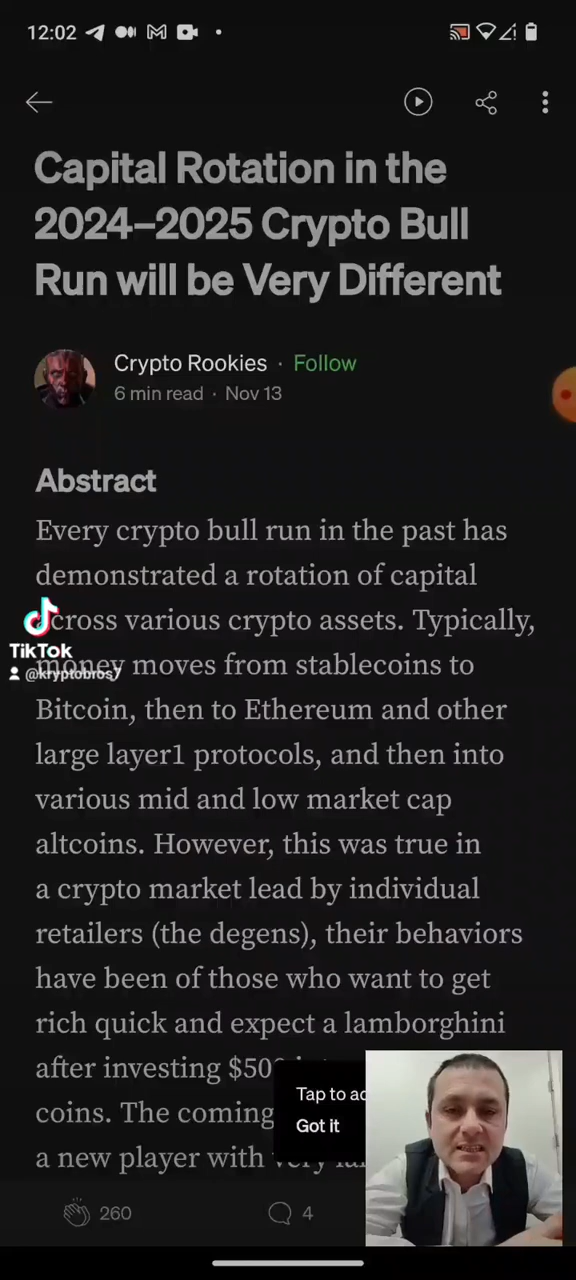 12:02
Capital Rotation in the
2024–2025 Crypto Bull
Run will be Very Different
Crypto Rookies · Follow
6 min read · Nov 13
Abstract
Every crypto bull run in the past has
demonstrated a rotation of capital
across various crypto assets. Typically,
TikTok
money moves from stablecoins to
@kryptobros7
Bitcoin, then to Ethereum and other
large layer1 protocols, and then into
various mid and low market cap
altcoins. However, this was true in
a crypto market lead by individual
retailers (the degens), their behaviors
have been of those who want to get
rich quick and expect a lamborghini
after investing $50
Tap to
coins. The coming
Got it
a new player with
260
4